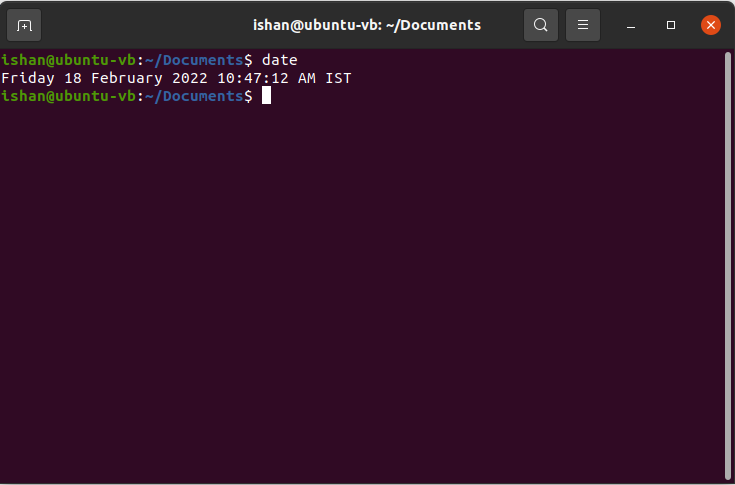 ishan@ubuntu-vb: ~/Documents
ishan@ubuntu-vb:~/Documents$ date
Friday 18 February 2022 10:47:12 AM IST
ishan@ubuntu-vb:~/Documents$